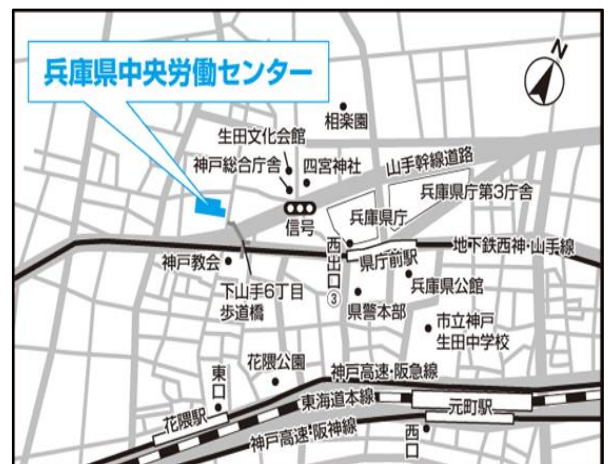 兵庫県中央労働センター
N
相楽園
生田文化会館
神戸総合庁舎
四宮神社
山手幹線道路
兵庫県庁第3庁舎
信号
兵庫県庁
西出口③
県庁前駅
地下鉄西神・山手線
神戸教会
下山手6丁目
歩道橋
兵庫県公館
県警本部
市立神戸
生田中学校
花隈公園
神戸高速・阪急線
東口
花隈駅
東海道本線
元町駅
神戸高速・阪神線
西口